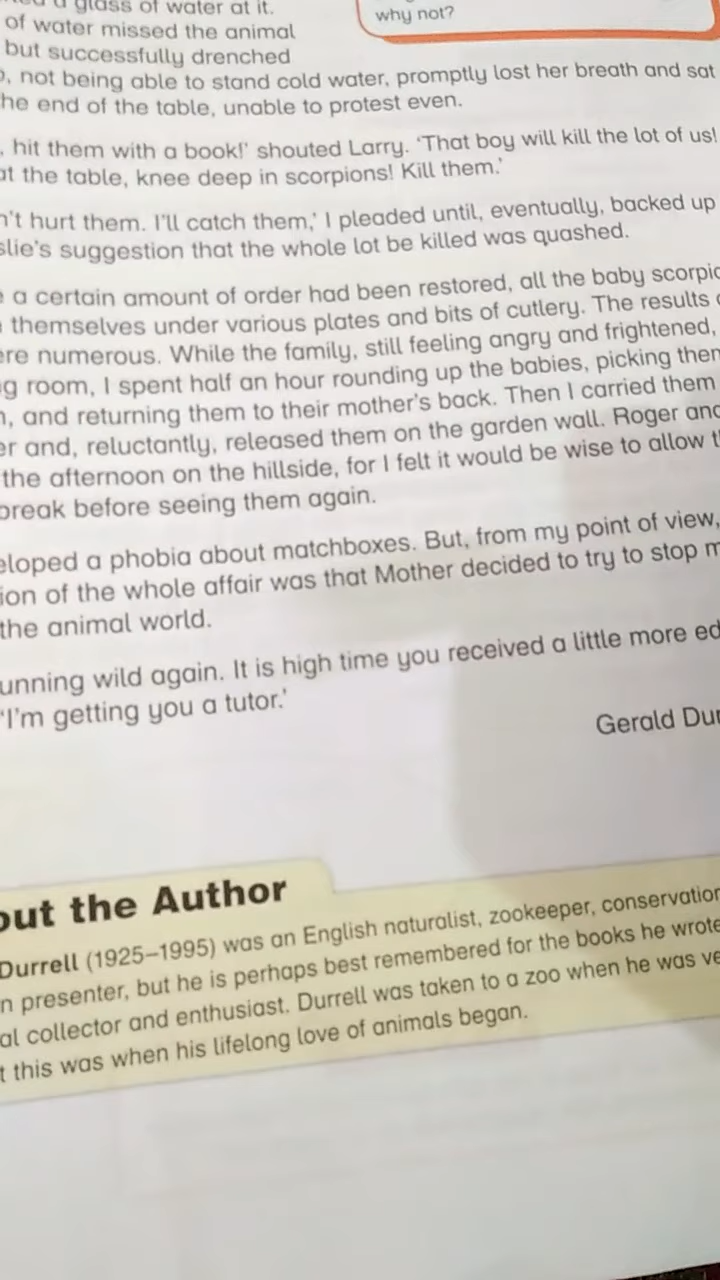 a glass of water at it.
of water missed the animal
but successfully drenched
why not?
not being able to stand cold water, promptly lost her breath and sat
he end of the table, unable to protest even.
hit them with a book!' shouted Larry. 'That boy will kill the lot of us!
at the table, knee deep in scorpions! Kill them.'
n't hurt them. I'll catch them,' I pleaded until, eventually, backed up
slie's suggestion that the whole lot be killed was quashed.
a certain amount of order had been restored, all the baby scorpio
themselves under various plates and bits of cutlery. The results
ere numerous. While the family, still feeling angry and frightened,
g room, I spent half an hour rounding up the babies, picking then
n, and returning them to their mother's back. Then I carried them
er and, reluctantly, released them on the garden wall. Roger and
the afternoon on the hillside, for I felt it would be wise to allow t
break before seeing them again.
eloped a phobia about matchboxes. But, from my point of view,
ion of the whole affair was that Mother decided to try to stop m
the animal world.
unning wild again. It is high time you received a little more ed
'I'm getting you a tutor.'
Gerald Dur
out the Author
Durrell (1925–1995) was an English naturalist, zookeeper, conservation
n presenter, but he is perhaps best remembered for the books he wrote
al collector and enthusiast. Durrell was taken to a zoo when he was ve
t this was when his lifelong love of animals began.